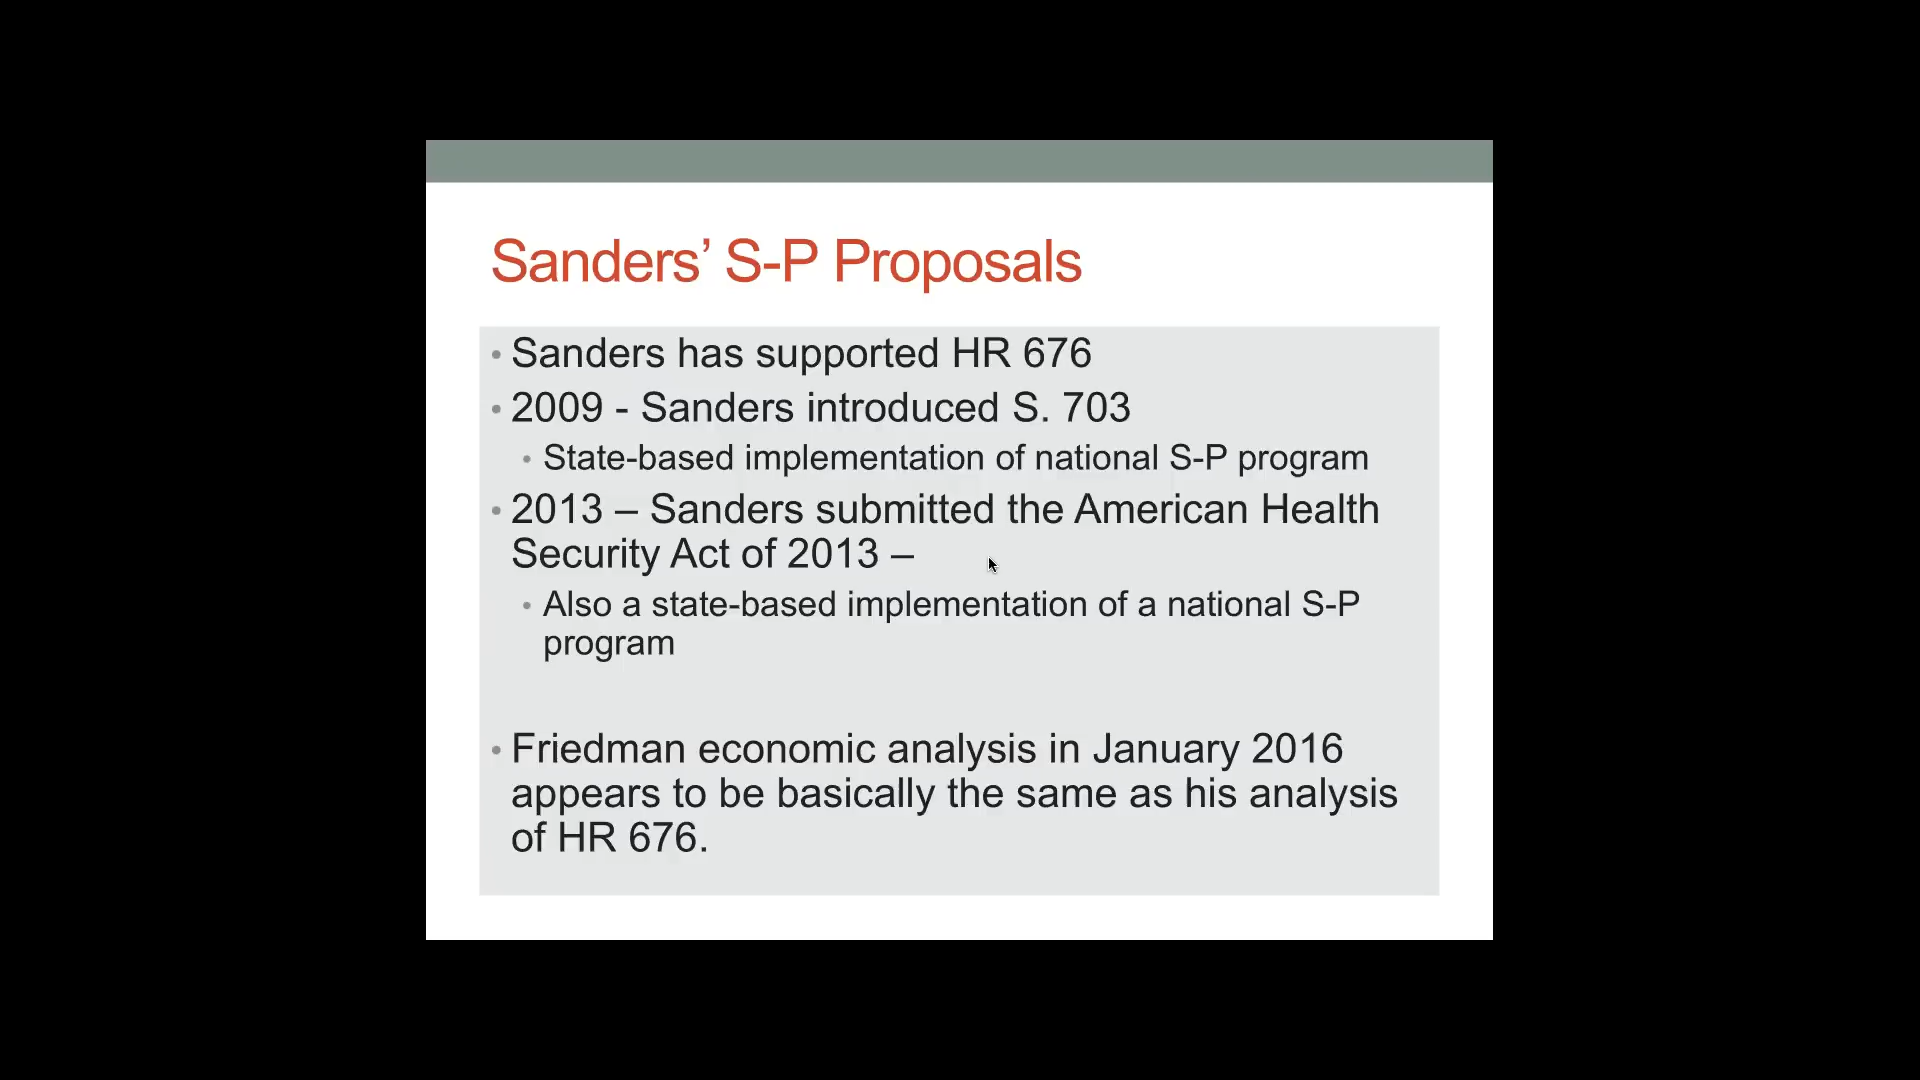 Sanders’ S-P Proposals
• Sanders has supported HR 676
• 2009 - Sanders introduced S. 703
• State-based implementation of national S-P program
• 2013 – Sanders submitted the American Health
Security Act of 2013 –
• Also a state-based implementation of a national S-P
program
• Friedman economic analysis in January 2016
appears to be basically the same as his analysis
of HR 676.